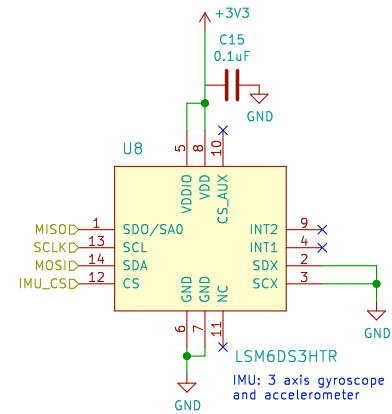 +3V3
C15
0.1uF
GND
U8
5
8
10
VDDIO
VDD
CS_AUX
MISO 1 SDO/SA0
SCLK 13 SCL
MOSI 14 SDA
IMU_CS 12 CS
INT2 9
INT1 4
SDX 2
SCX 3
GND
GND
NC
6
7
11
GND
GND
LSM6DS3HTR
IMU: 3 axis gyroscope
and accelerometer